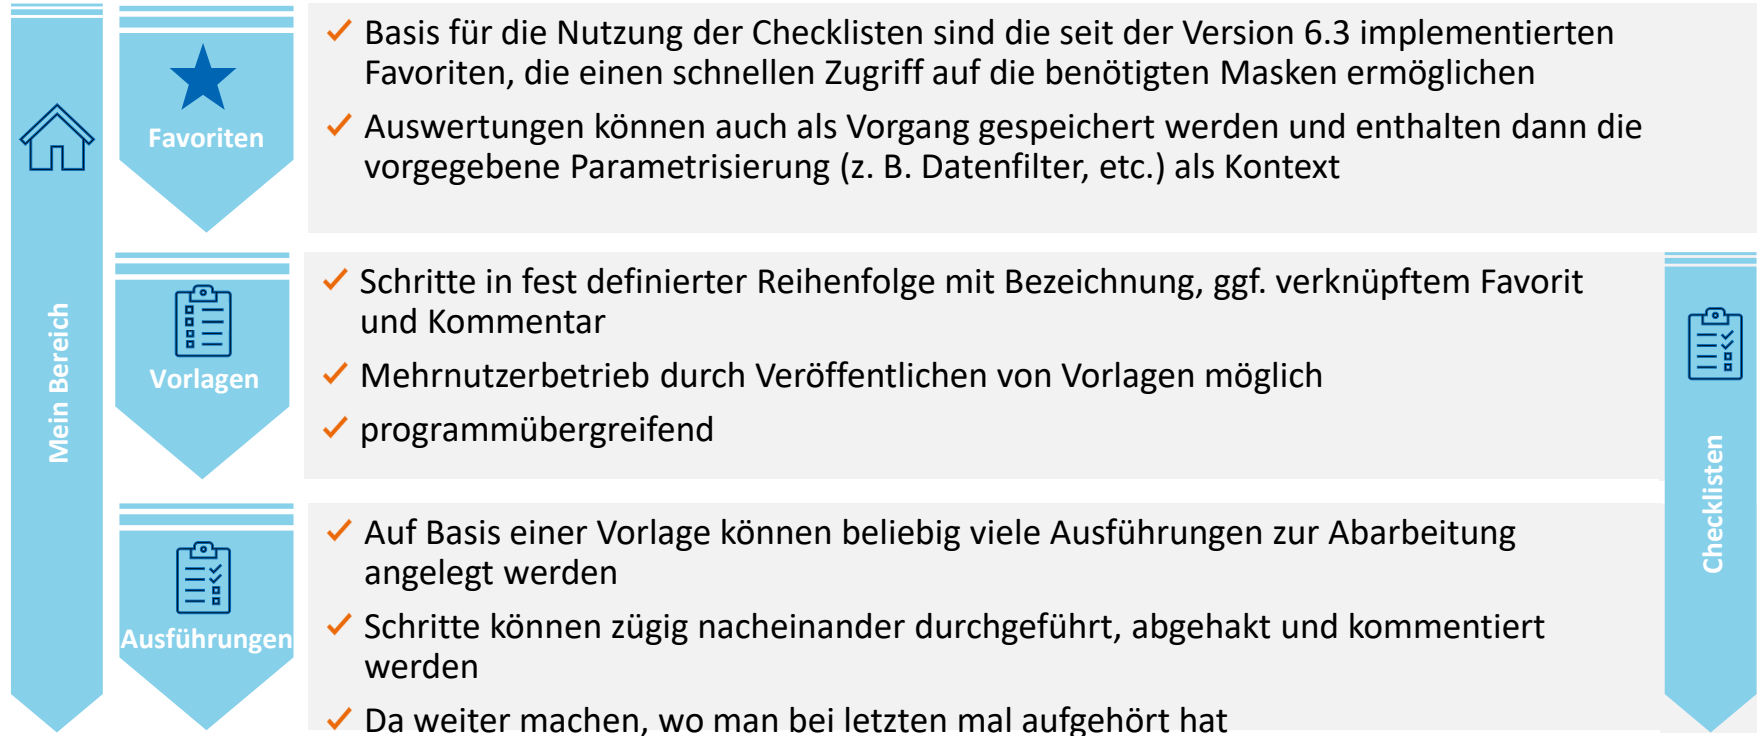 Mein Bereich
Favoriten
Basis für die Nutzung der Checklisten sind die seit der Version 6.3 implementierten
Favoriten, die einen schnellen Zugriff auf die benötigten Masken ermöglichen
Auswertungen können auch als Vorgang gespeichert werden und enthalten dann die
vorgegebene Parametrisierung (z. B. Datenfilter, etc.) als Kontext
Vorlagen
Schritte in fest definierter Reihenfolge mit Bezeichnung, ggf. verknüpftem Favorit
und Kommentar
Mehrnutzerbetrieb durch Veröffentlichen von Vorlagen möglich
programmübergreifend
Ausführungen
Auf Basis einer Vorlage können beliebig viele Ausführungen zur Abarbeitung
angelegt werden
Schritte können zügig nacheinander durchgeführt, abgehakt und kommentiert
werden
Da weiter machen, wo man bei letzten mal aufgehört hat
Checklisten